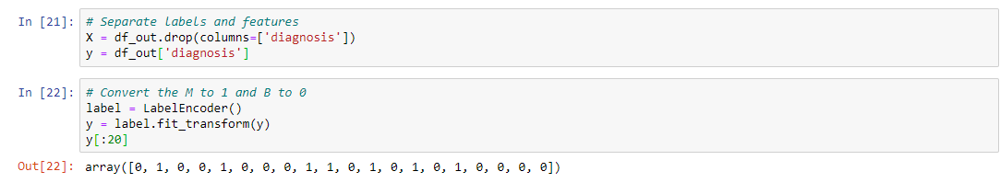 In [21]: # Separate labels and features
X = df_out.drop(columns=['diagnosis'])
y = df_out['diagnosis']
In [22]: # Convert the M to 1 and B to 0
label = LabelEncoder()
y = label.fit_transform(y)
y[:20]
Out[22]: array([0, 1, 0, 0, 1, 0, 0, 0, 1, 1, 0, 1, 0, 1, 0, 1, 0, 0, 0, 0])